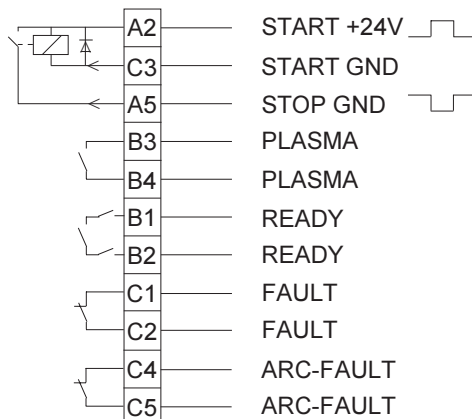 A2 START +24V
C3 START GND
A5 STOP GND
B3 PLASMA
B4 PLASMA
B1 READY
B2 READY
C1 FAULT
C2 FAULT
C4 ARC-FAULT
C5 ARC-FAULT